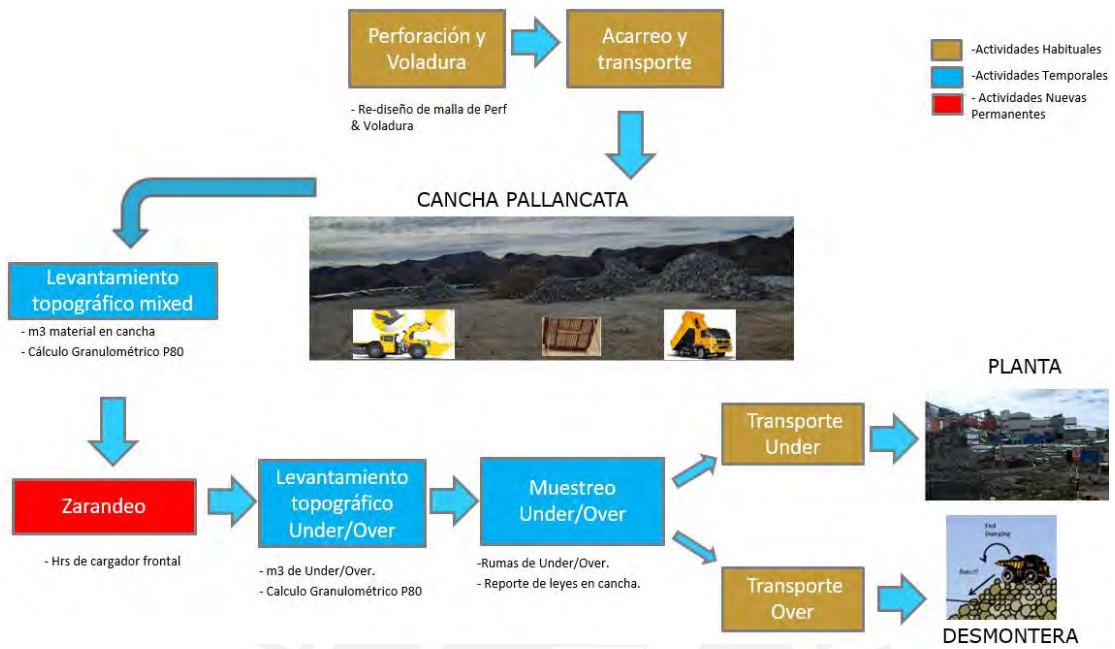 Perforación y
Voladura
Acarreo y
transporte
-Actividades Habituales
-Actividades Temporales
- Actividades Nuevas
Permanentes
- Re-diseño de malla de Perf
& Voladura
CANCHA PALLANCATA
Levantamiento
topográfico mixed
- m3 material en cancha
- Cálculo Granulométrico P80
PLANTA
Transporte
Under
Zarandeo
Levantamiento
topográfico
Under/Over
Muestreo
Under/Over
- Hrs de cargador frontal
- m3 de Under/Over.
- Calculo Granulométrico P80
-Rumas de Under/Over.
- Reporte de leyes en cancha.
Transporte
Over
End
Dumping
DESMONTERA